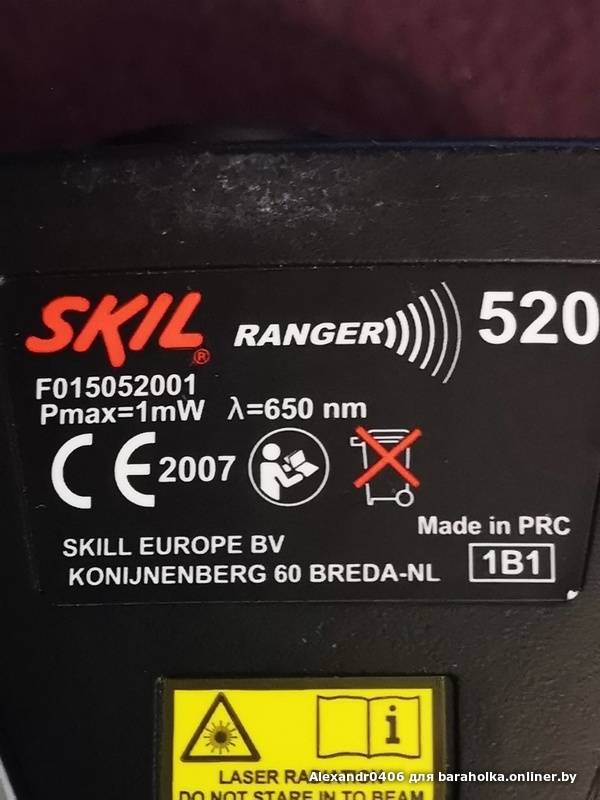 SKIL® RANGER 520
F015052001
Pmax=1mW λ=650 nm
CE 2007
Made in PRC
SKILL EUROPE BV
KONIJNENBERG 60 BREDA-NL 1B1
i
LASER
DO NOT STARE IN TO BEAM
Alexandr0406 для baraholka.onliner.by